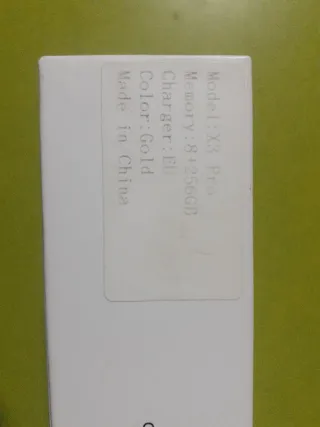 Model:X3 Pro
Memory:8+256GB
Charger:EU
Color:Gold
Made in China